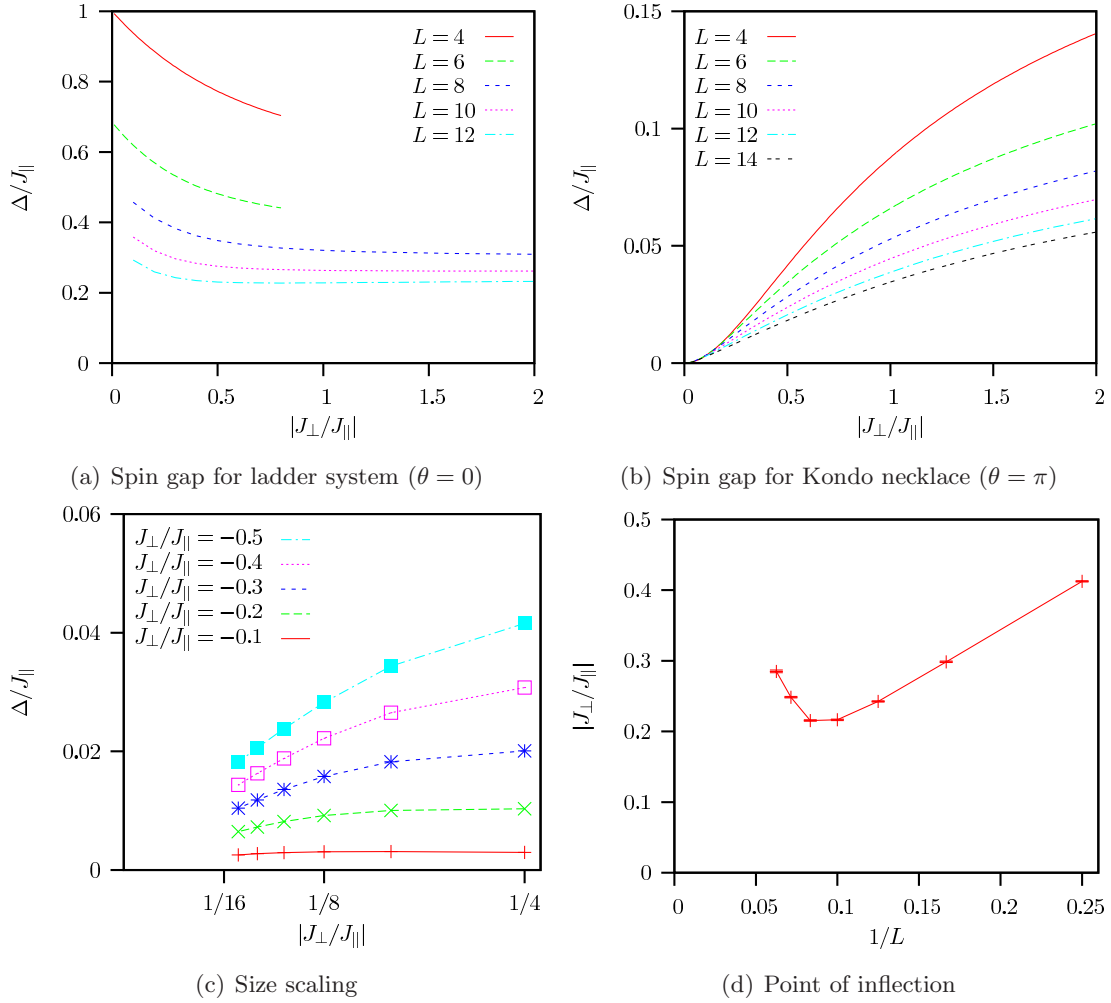 1
0.8
0.6
0.4
0.2
0
Δ/J∥
0
0.5
1
1.5
2
|J⊥/J∥|
L = 4
L = 6
L = 8
L = 10
L = 12
(a) Spin gap for ladder system (θ = 0)
0.15
0.1
0.05
0
Δ/J∥
0
0.5
1
1.5
2
|J⊥/J∥|
L = 4
L = 6
L = 8
L = 10
L = 12
L = 14
(b) Spin gap for Kondo necklace (θ = π)
0.06
0.04
0.02
0
Δ/J∥
1/16
1/8
1/4
|J⊥/J∥|
J⊥/J∥ = −0.5
J⊥/J∥ = −0.4
J⊥/J∥ = −0.3
J⊥/J∥ = −0.2
J⊥/J∥ = −0.1
(c) Size scaling
0.5
0.4
0.3
0.2
0.1
0
|J⊥/J∥|
0
0.05
0.1
0.15
0.2
0.25
1/L
(d) Point of inflection